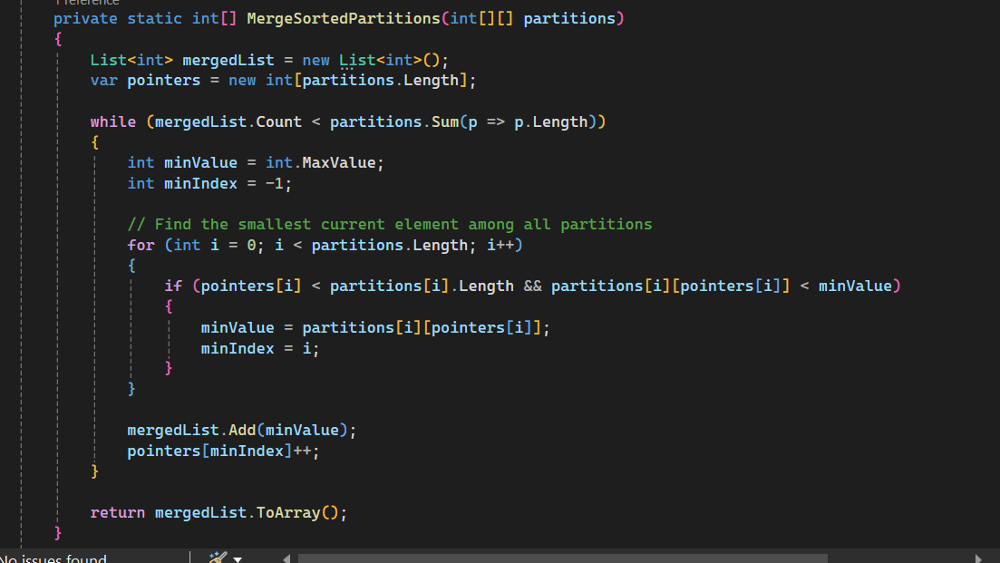 1 reference
private static int[] MergeSortedPartitions(int[][] partitions)
{
List<int> mergedList = new List<int>();
var pointers = new int[partitions.Length];
while (mergedList.Count < partitions.Sum(p => p.Length))
{
int minValue = int.MaxValue;
int minIndex = -1;
// Find the smallest current element among all partitions
for (int i = 0; i < partitions.Length; i++)
{
if (pointers[i] < partitions[i].Length && partitions[i][pointers[i]] < minValue)
{
minValue = partitions[i][pointers[i]];
minIndex = i;
}
}
mergedList.Add(minValue);
pointers[minIndex]++;
}
return mergedList.ToArray();
}
No issues found